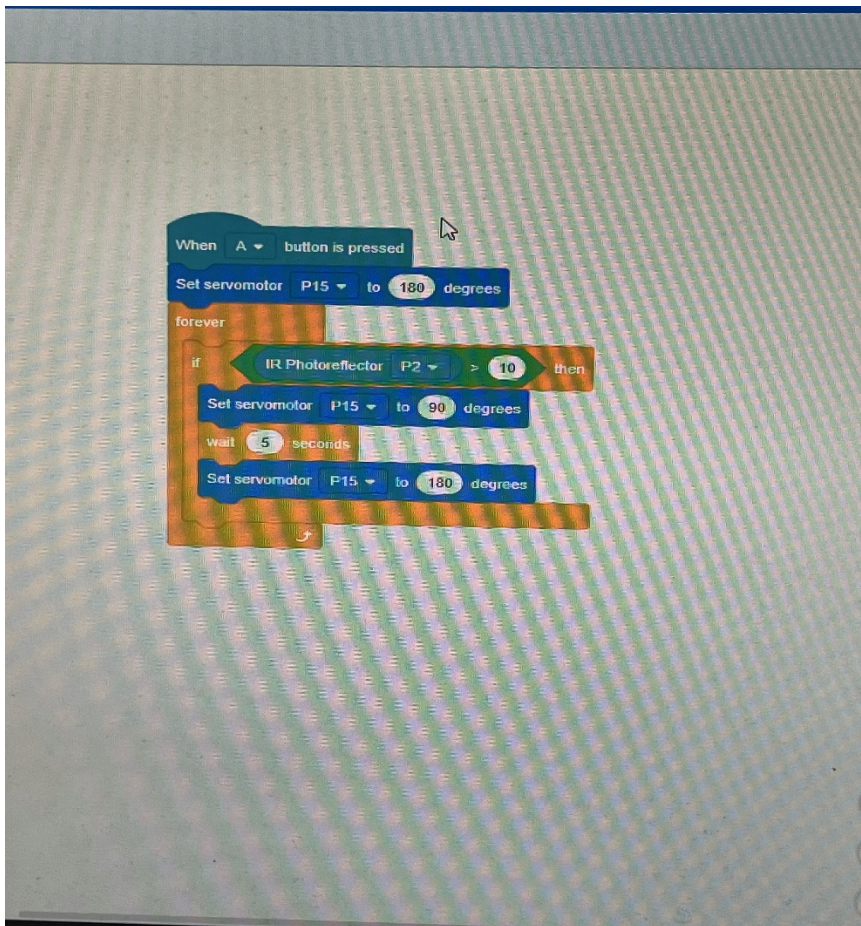 When A button is pressed
Set servomotor P15 to 180 degrees
forever
if IR Photoreflector P2 > 10 then
Set servomotor P15 to 90 degrees
wait 5 seconds
Set servomotor P15 to 180 degrees